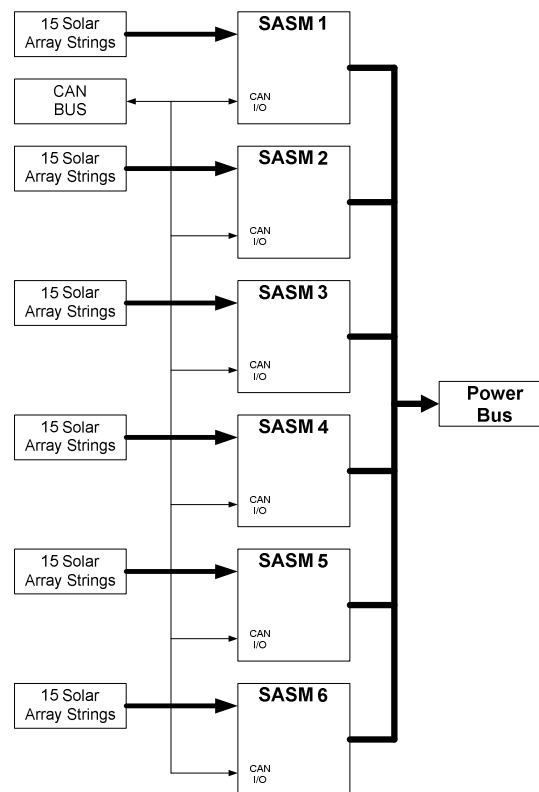 15 Solar
Array Strings
SASM 1
CAN
BUS
CAN
I/O
15 Solar
Array Strings
SASM 2
CAN
I/O
15 Solar
Array Strings
SASM 3
CAN
I/O
Power
Bus
15 Solar
Array Strings
SASM 4
CAN
I/O
15 Solar
Array Strings
SASM 5
CAN
I/O
15 Solar
Array Strings
SASM 6
CAN
I/O